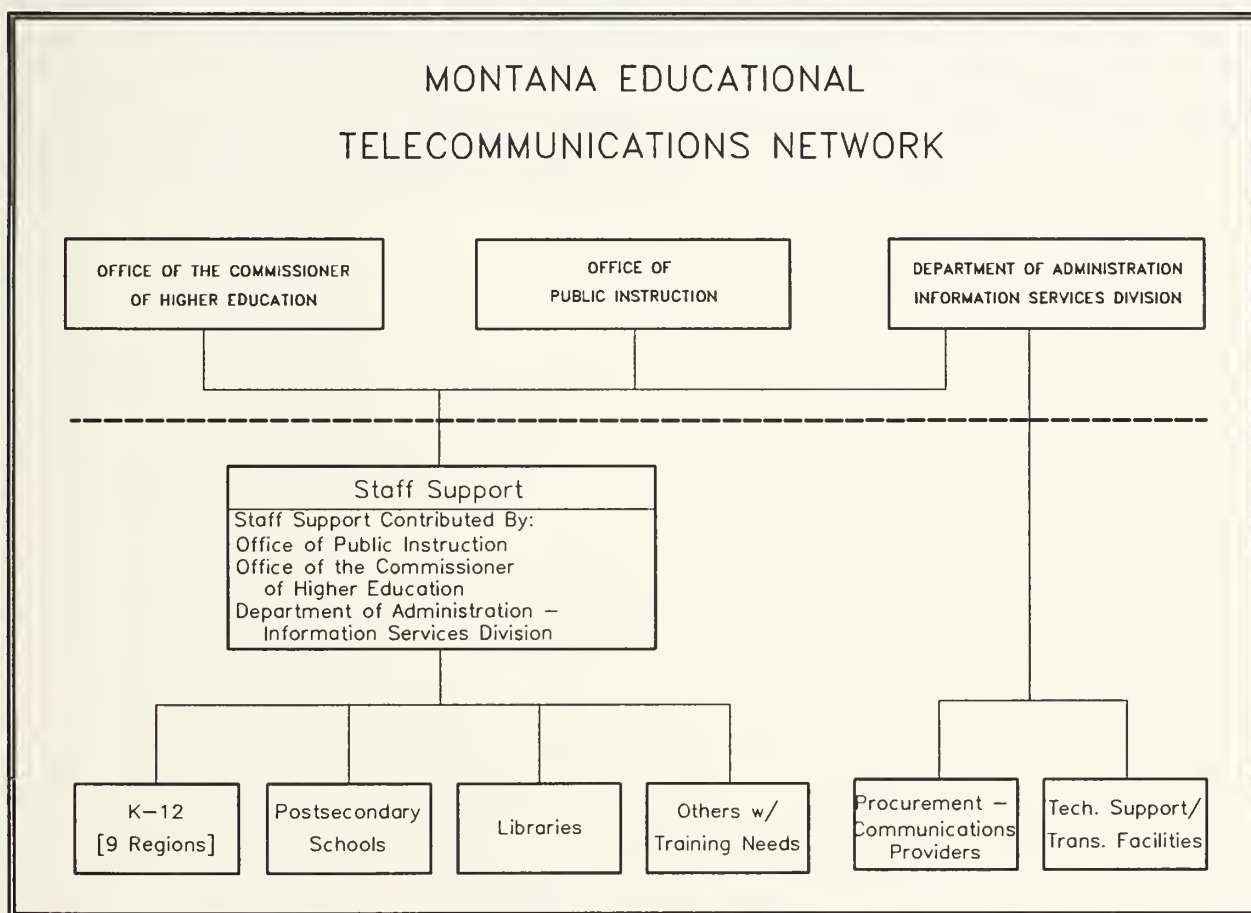 MONTANA EDUCATIONAL
TELECOMMUNICATIONS NETWORK
OFFICE OF THE COMMISSIONER
OF HIGHER EDUCATION
OFFICE OF
PUBLIC INSTRUCTION
DEPARTMENT OF ADMINISTRATION
INFORMATION SERVICES DIVISION
Staff Support
Staff Support Contributed By:
Office of Public Instruction
Office of the Commissioner
of Higher Education
Department of Administration –
Information Services Division
K–12
[9 Regions]
Postsecondary
Schools
Libraries
Others w/
Training Needs
Procurement –
Communications
Providers
Tech. Support/
Trans. Facilities